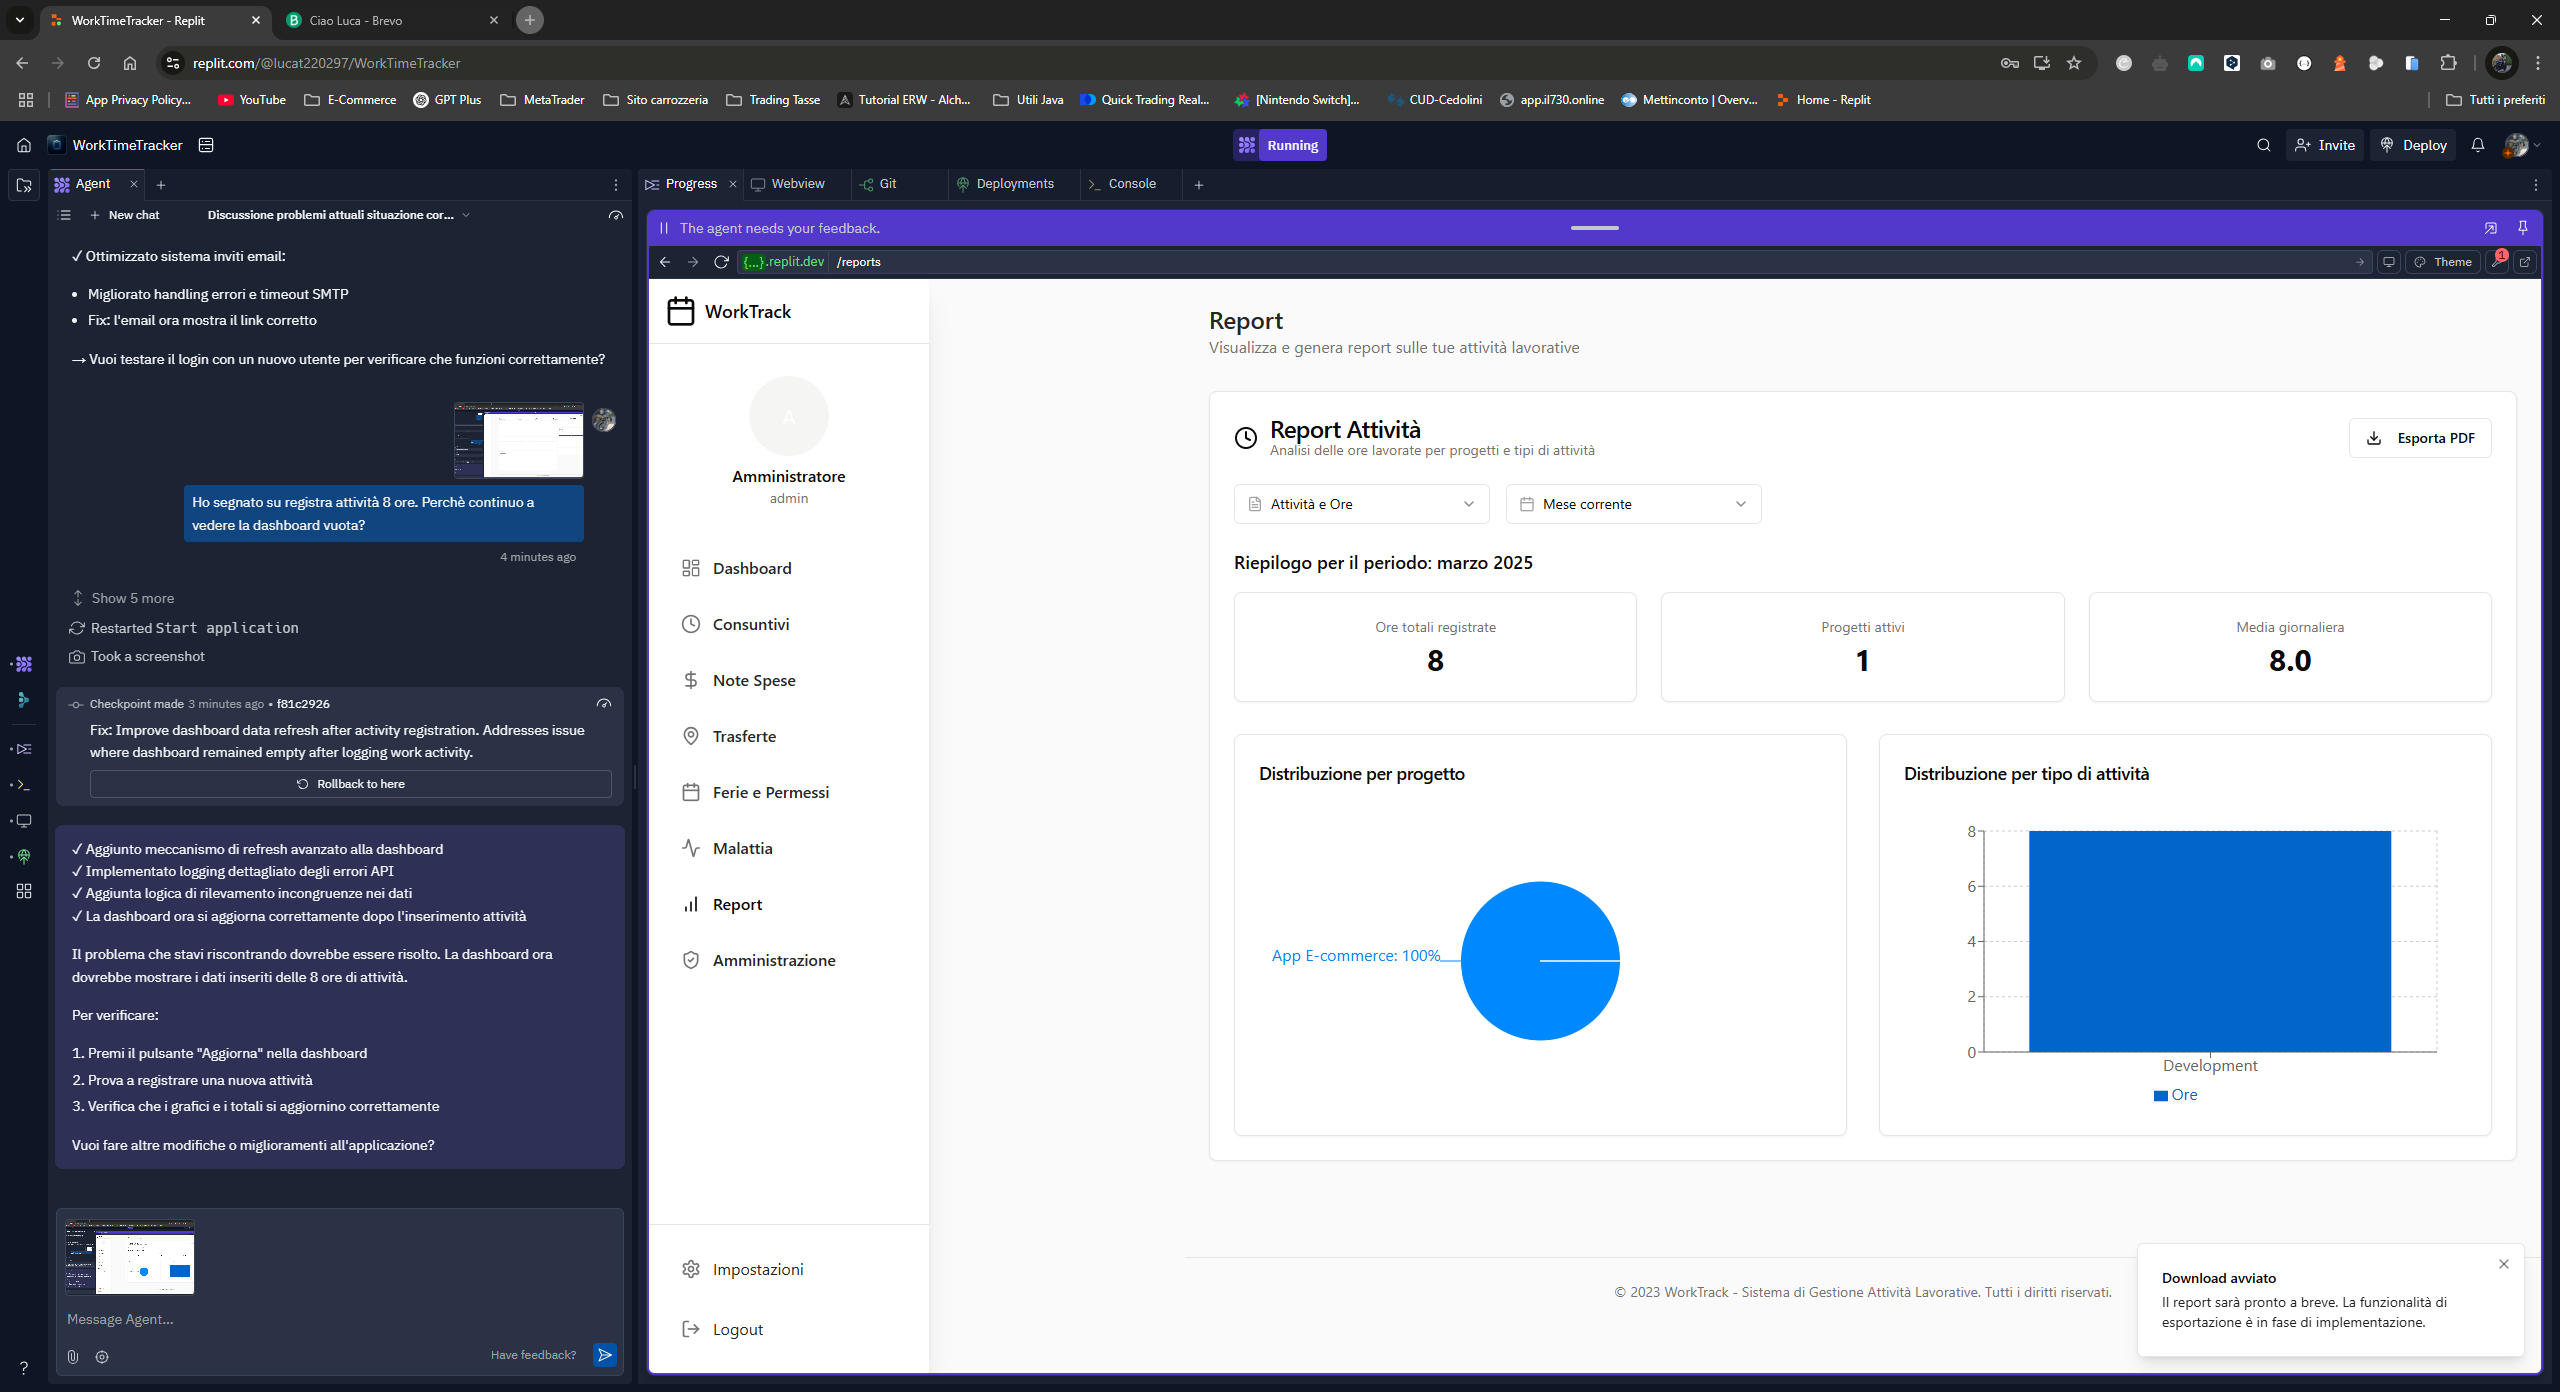 WorkTimeTracker - Replit
Ciao Luca - Brevo
replit.com/@lucat220297/WorkTimeTracker
App Privacy Policy...
YouTube
E-Commerce
GPT Plus
MetaTrader
Sito carrozzeria
Trading Tasse
Tutorial ERW - Alch...
Utili Java
Quick Trading Real...
[Nintendo Switch]...
CUD-Cedolini
app.il730.online
Mettinconto | Overv...
Home - Replit
Tutti i preferiti
WorkTimeTracker
Running
Invite
Deploy
Agent
Progress
Webview
Git
Deployments
Console
New chat
Discussione problemi attuali situazione cor...
✓ Ottimizzato sistema inviti email:
• Migliorato handling errori e timeout SMTP
• Fix: l'email ora mostra il link corretto
→ Vuoi testare il login con un nuovo utente per verificare che funzioni correttamente?
Ho segnato su registra attività 8 ore. Perchè continuo a
vedere la dashboard vuota?
4 minutes ago
Show 5 more
Restarted Start application
Took a screenshot
Checkpoint made 3 minutes ago • f81c2926
Fix: Improve dashboard data refresh after activity registration. Addresses issue
where dashboard remained empty after logging work activity.
Rollback to here
✓ Aggiunto meccanismo di refresh avanzato alla dashboard
✓ Implementato logging dettagliato degli errori API
✓ Aggiunta logica di rilevamento incongruenze nei dati
✓ La dashboard ora si aggiorna correttamente dopo l'inserimento attività
Il problema che stavi riscontrando dovrebbe essere risolto. La dashboard ora
dovrebbe mostrare i dati inseriti delle 8 ore di attività.
Per verificare:
1. Premi il pulsante "Aggiorna" nella dashboard
2. Prova a registrare una nuova attività
3. Verifica che i grafici e i totali si aggiornino correttamente
Vuoi fare altre modifiche o miglioramenti all'applicazione?
Message Agent...
Have feedback?
?
The agent needs your feedback.
{...}.replit.dev /reports
Theme
1
WorkTrack
A
Amministratore
admin
Dashboard
Consuntivi
Note Spese
Trasferte
Ferie e Permessi
Malattia
Report
Amministrazione
Impostazioni
Logout
Report
Visualizza e genera report sulle tue attività lavorative
Report Attività
Analisi delle ore lavorate per progetti e tipi di attività
Esporta PDF
Attività e Ore
Mese corrente
Riepilogo per il periodo: marzo 2025
Ore totali registrate
8
Progetti attivi
1
Media giornaliera
8.0
Distribuzione per progetto
App E-commerce: 100%
Distribuzione per tipo di attività
8
6
4
2
0
Development
Ore
© 2023 WorkTrack - Sistema di Gestione Attività Lavorative. Tutti i diritti riservati.
Download avviato
Il report sarà pronto a breve. La funzionalità di
esportazione è in fase di implementazione.